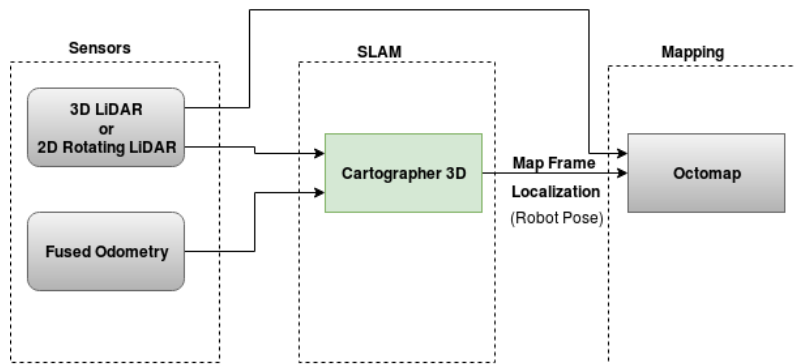 Sensors
SLAM
Mapping
3D LiDAR
or
2D Rotating LiDAR
Cartographer 3D
Map Frame
Localization
(Robot Pose)
Octomap
Fused Odometry